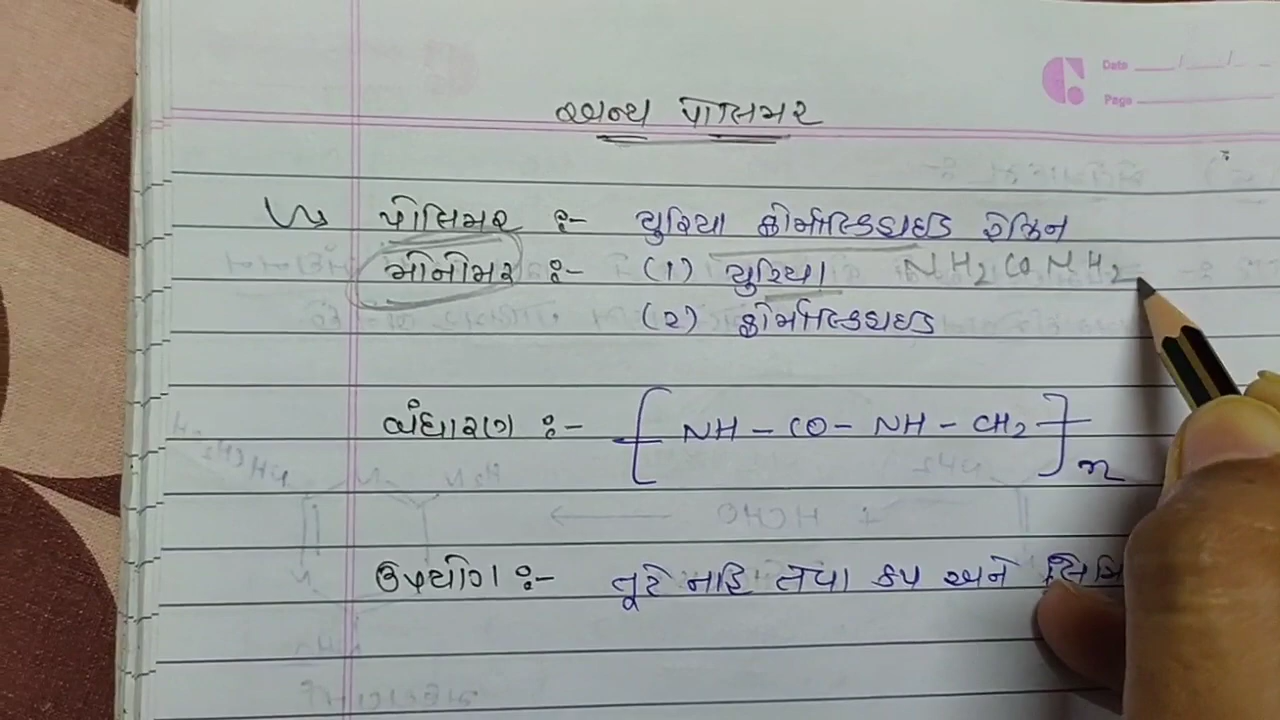 Date
Page
અન્ય પોલિમર
પોલિમર :- યુરિયા ફોર્માલ્ડિહાઇડ રેઝિન
મોનોમર :- (1) યુરિયા NH2CONH2
(2) ફોર્માલ્ડિહાઇડ
બંધારણ :- [NH - CO - NH - CH2]n
ઉપયોગ :- તૂટે નહિ તેવા કપ અને